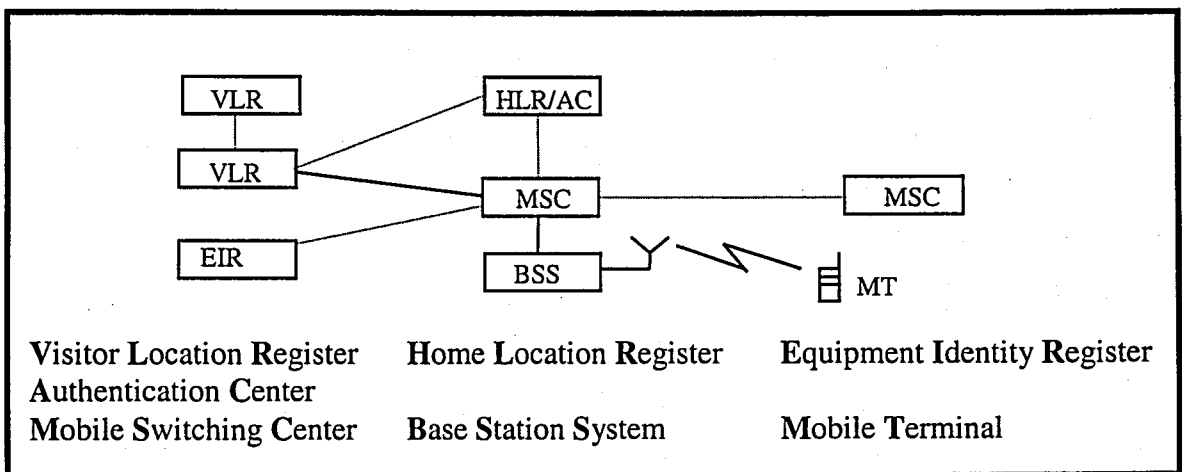 VLR HLR/AC
VLR MSC MSC
EIR BSS MT
Visitor Location Register Home Location Register Equipment Identity Register
Authentication Center
Mobile Switching Center Base Station System Mobile Terminal